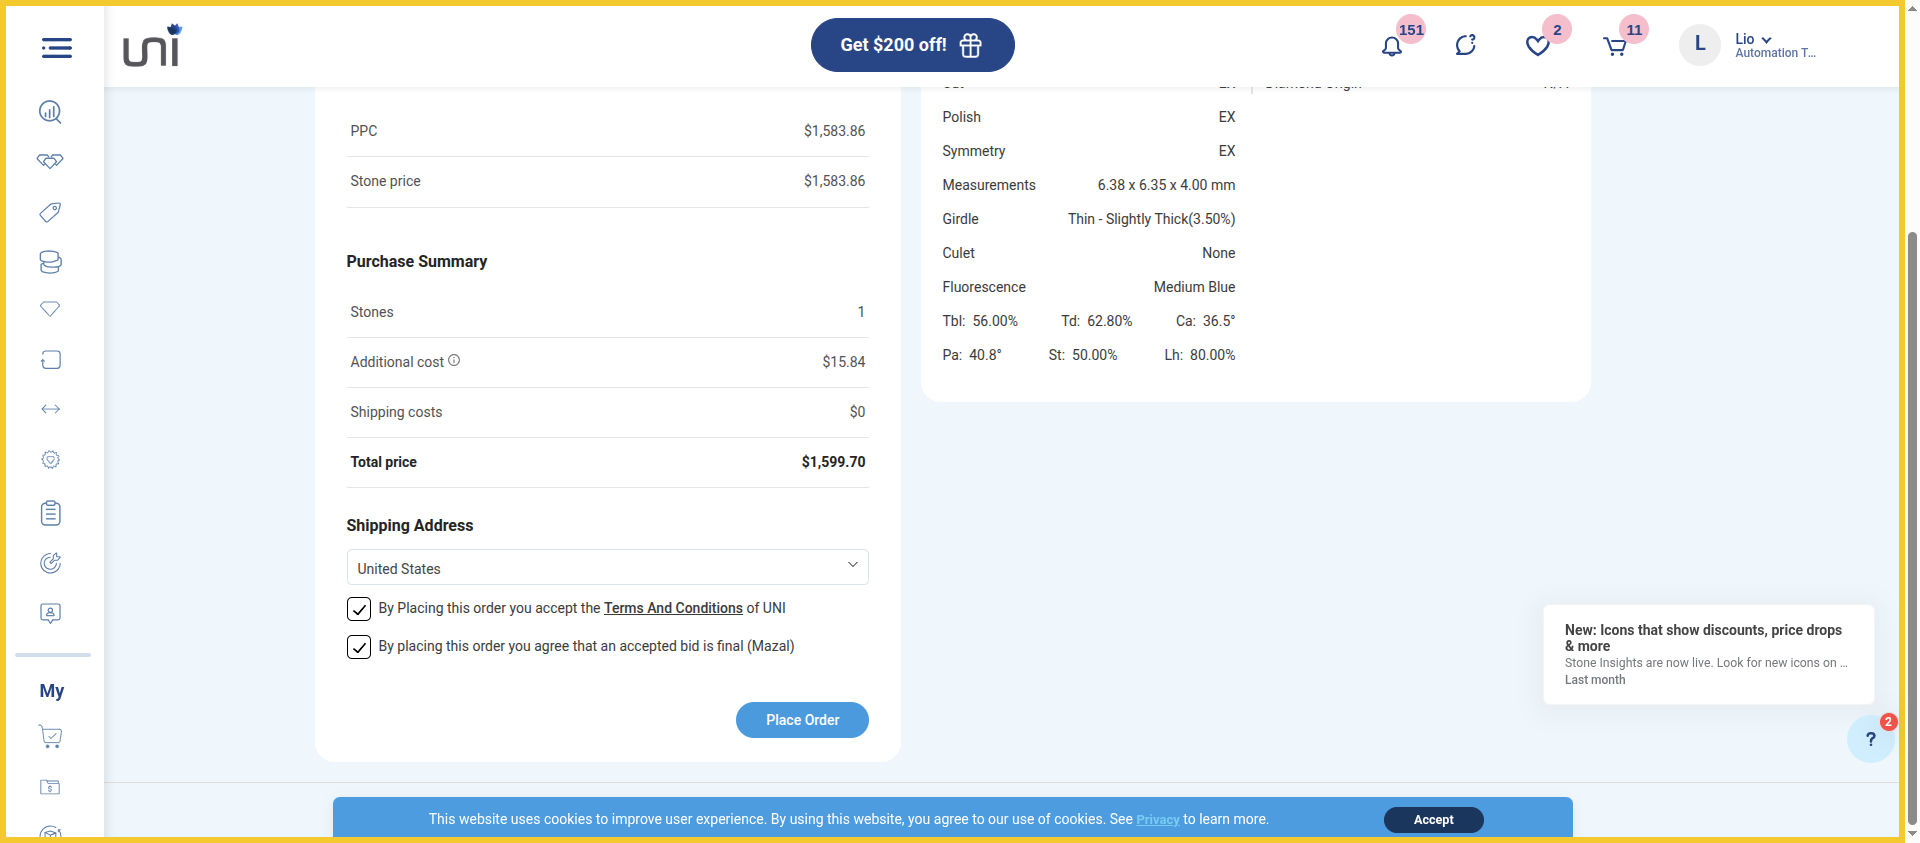 uni
Get $200 off!
151
2
11
L
Lio
Automation T...
PPC $1,583.86
Stone price $1,583.86
Purchase Summary
Stones 1
Additional cost $15.84
Shipping costs $0
Total price $1,599.70
Shipping Address
United States
By Placing this order you accept the Terms And Conditions of UNI
By placing this order you agree that an accepted bid is final (Mazal)
Place Order
Polish EX
Symmetry EX
Measurements 6.38 x 6.35 x 4.00 mm
Girdle Thin - Slightly Thick(3.50%)
Culet None
Fluorescence Medium Blue
Tbl: 56.00% Td: 62.80% Ca: 36.5°
Pa: 40.8° St: 50.00% Lh: 80.00%
My
New: Icons that show discounts, price drops
& more
Stone Insights are now live. Look for new icons on ...
Last month
2
?
This website uses cookies to improve user experience. By using this website, you agree to our use of cookies. See Privacy to learn more.
Accept